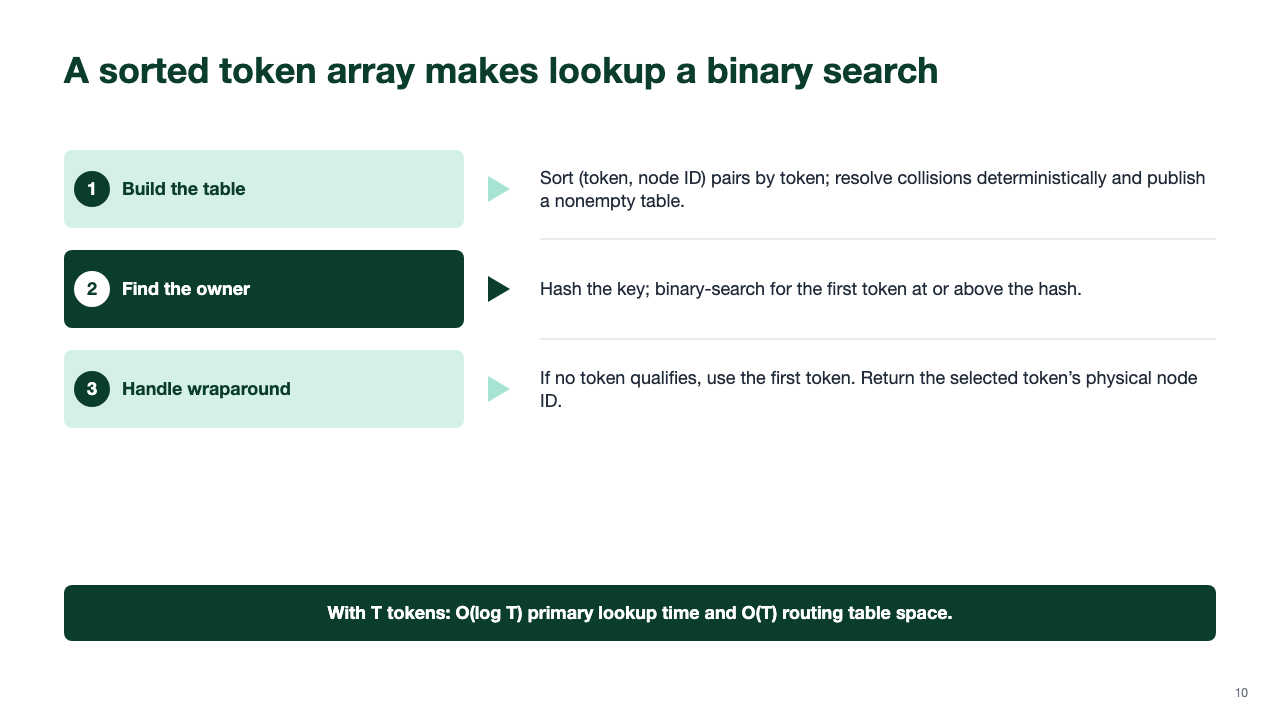 A sorted token array makes lookup a binary search
1 Build the table
Sort (token, node ID) pairs by token; resolve collisions deterministically and publish
a nonempty table.
2 Find the owner
Hash the key; binary-search for the first token at or above the hash.
3 Handle wraparound
If no token qualifies, use the first token. Return the selected token’s physical node
ID.
With T tokens: O(log T) primary lookup time and O(T) routing table space.
10